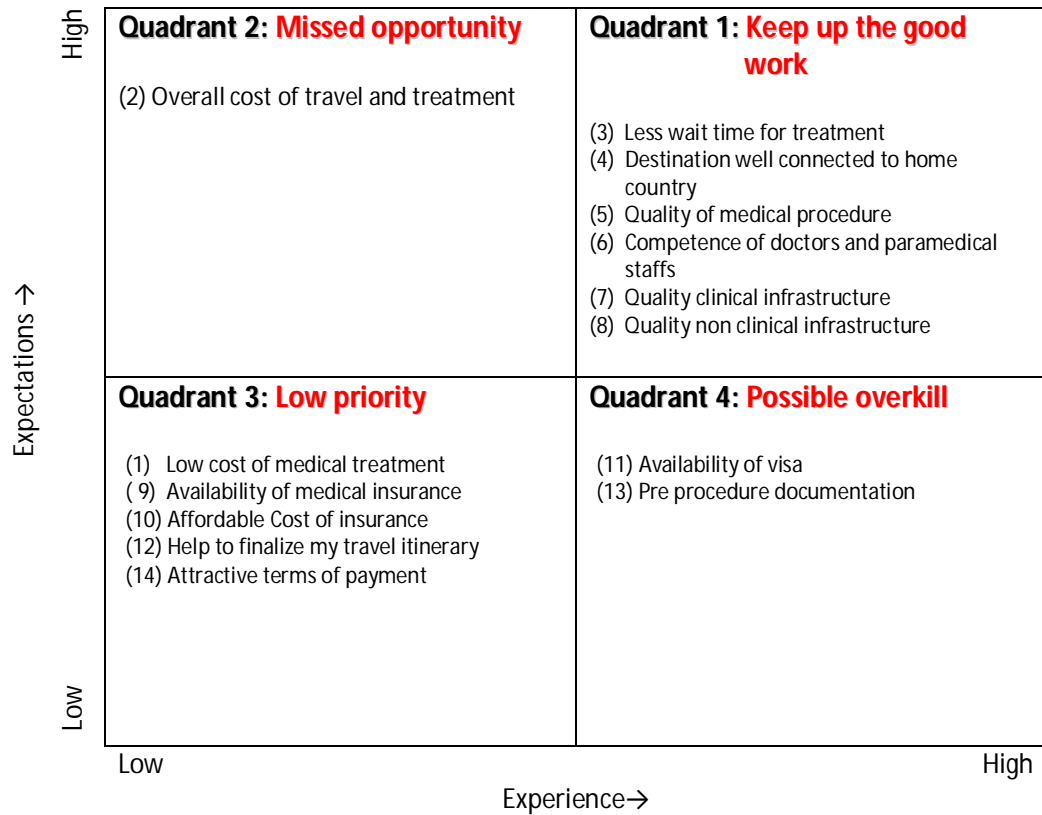 High
Quadrant 2: Missed opportunity
(2) Overall cost of travel and treatment
Quadrant 1: Keep up the good
work
(3) Less wait time for treatment
(4) Destination well connected to home
country
(5) Quality of medical procedure
(6) Competence of doctors and paramedical
staffs
(7) Quality clinical infrastructure
(8) Quality non clinical infrastructure
Expectations →
Quadrant 3: Low priority
(1) Low cost of medical treatment
( 9) Availability of medical insurance
(10) Affordable Cost of insurance
(12) Help to finalize my travel itinerary
(14) Attractive terms of payment
Quadrant 4: Possible overkill
(11) Availability of visa
(13) Pre procedure documentation
Low
Low
High
Experience→